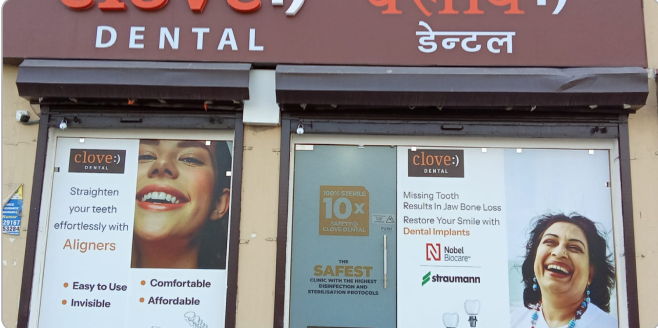 clove:) क्लोव:)
DENTAL डेन्टल
clove:)
DENTAL
Straighten
your teeth
effortlessly with
Aligners
• Easy to Use
• Invisible
• Comfortable
• Affordable
100% STERILE
10X
CLOVE DENTAL
THE
SAFEST
CLINIC WITH THE HIGHEST
DISINFECTION AND
STERILISATION PROTOCOLS
clove:)
DENTAL
Missing Tooth
Results In Jaw Bone Loss
Restore Your Smile with
Dental Implants
N Nobel
Biocare™
straumann